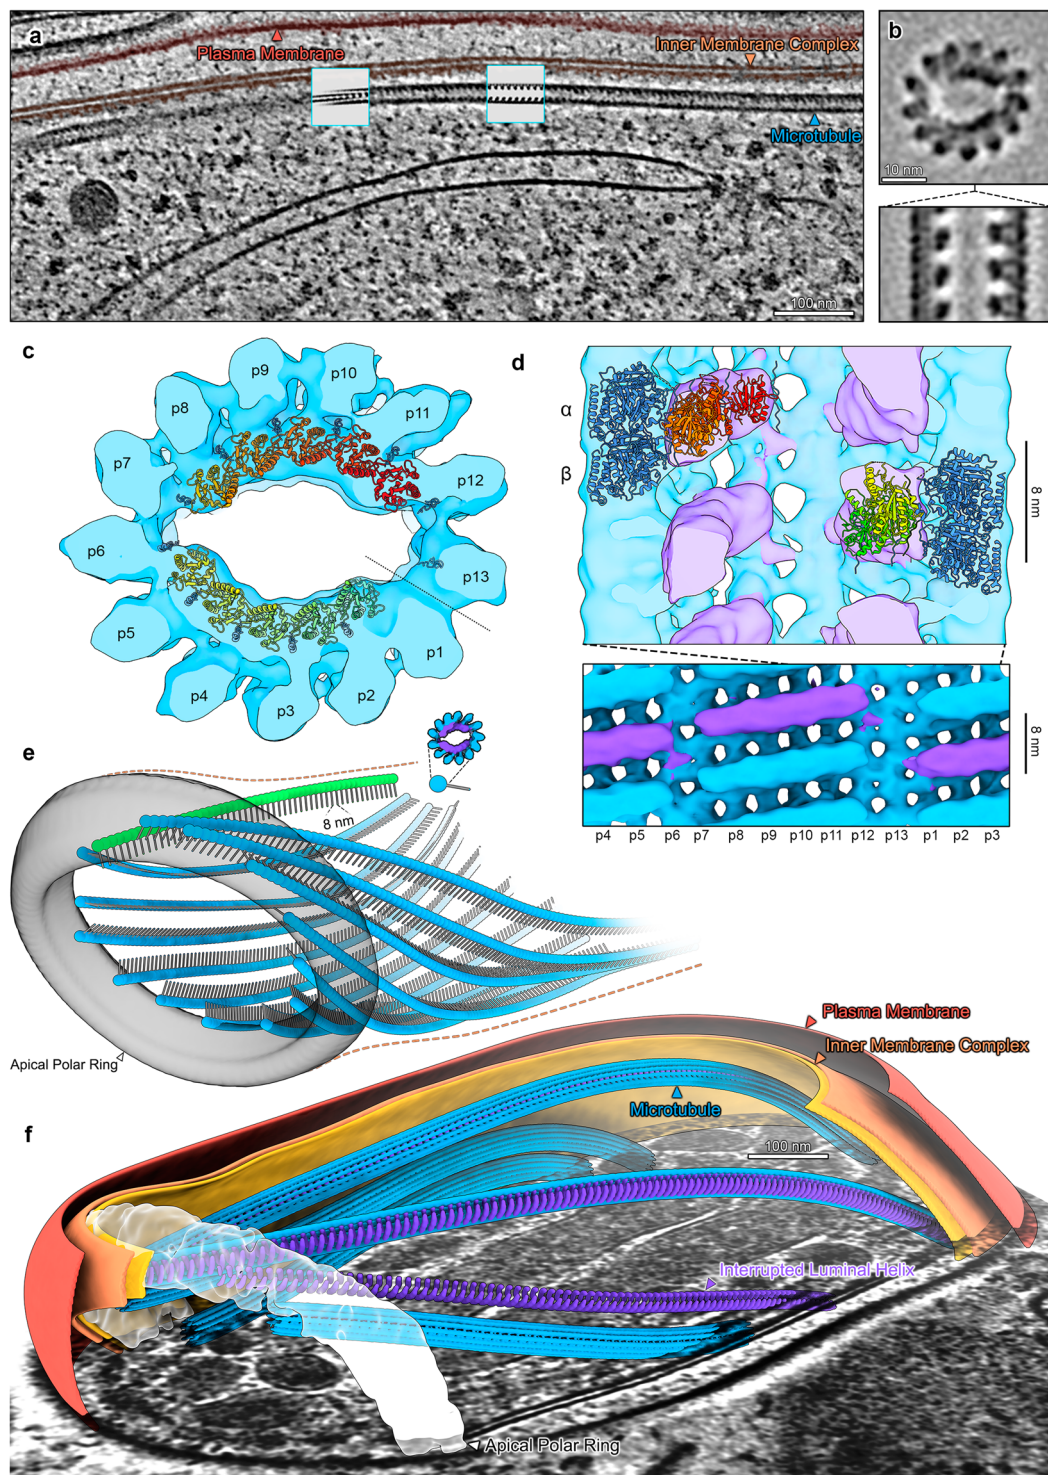 a
Plasma Membrane
Inner Membrane Complex
Microtubule
100 nm
b
10 nm
c
p9
p10
p8
p11
p7
p12
p6
p13
p5
p1
p4
p3
p2
d
α
β
8 nm
8 nm
p4 p5 p6 p7 p8 p9 p10 p11 p12 p13 p1 p2 p3
e
8 nm
Apical Polar Ring
f
Plasma Membrane
Inner Membrane Complex
Microtubule
100 nm
Interrupted Luminal Helix
Apical Polar Ring